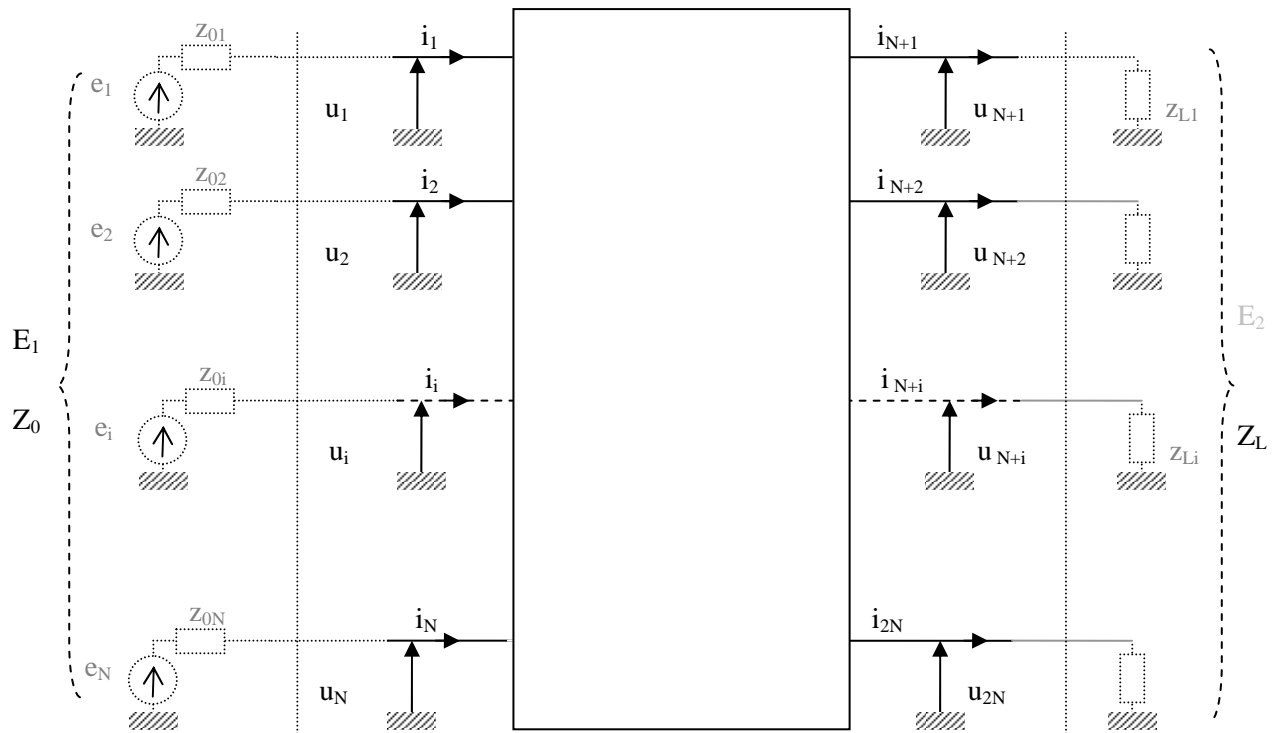 z01 i1 iN+1
e1 u1 u N+1 zL1
z02 i2 i N+2
e2 u2 u N+2
E1 E2
z0i ii i N+i
Z0 ZL
ei ui u N+i zLi
z0N iN i2N
eN uN u2N